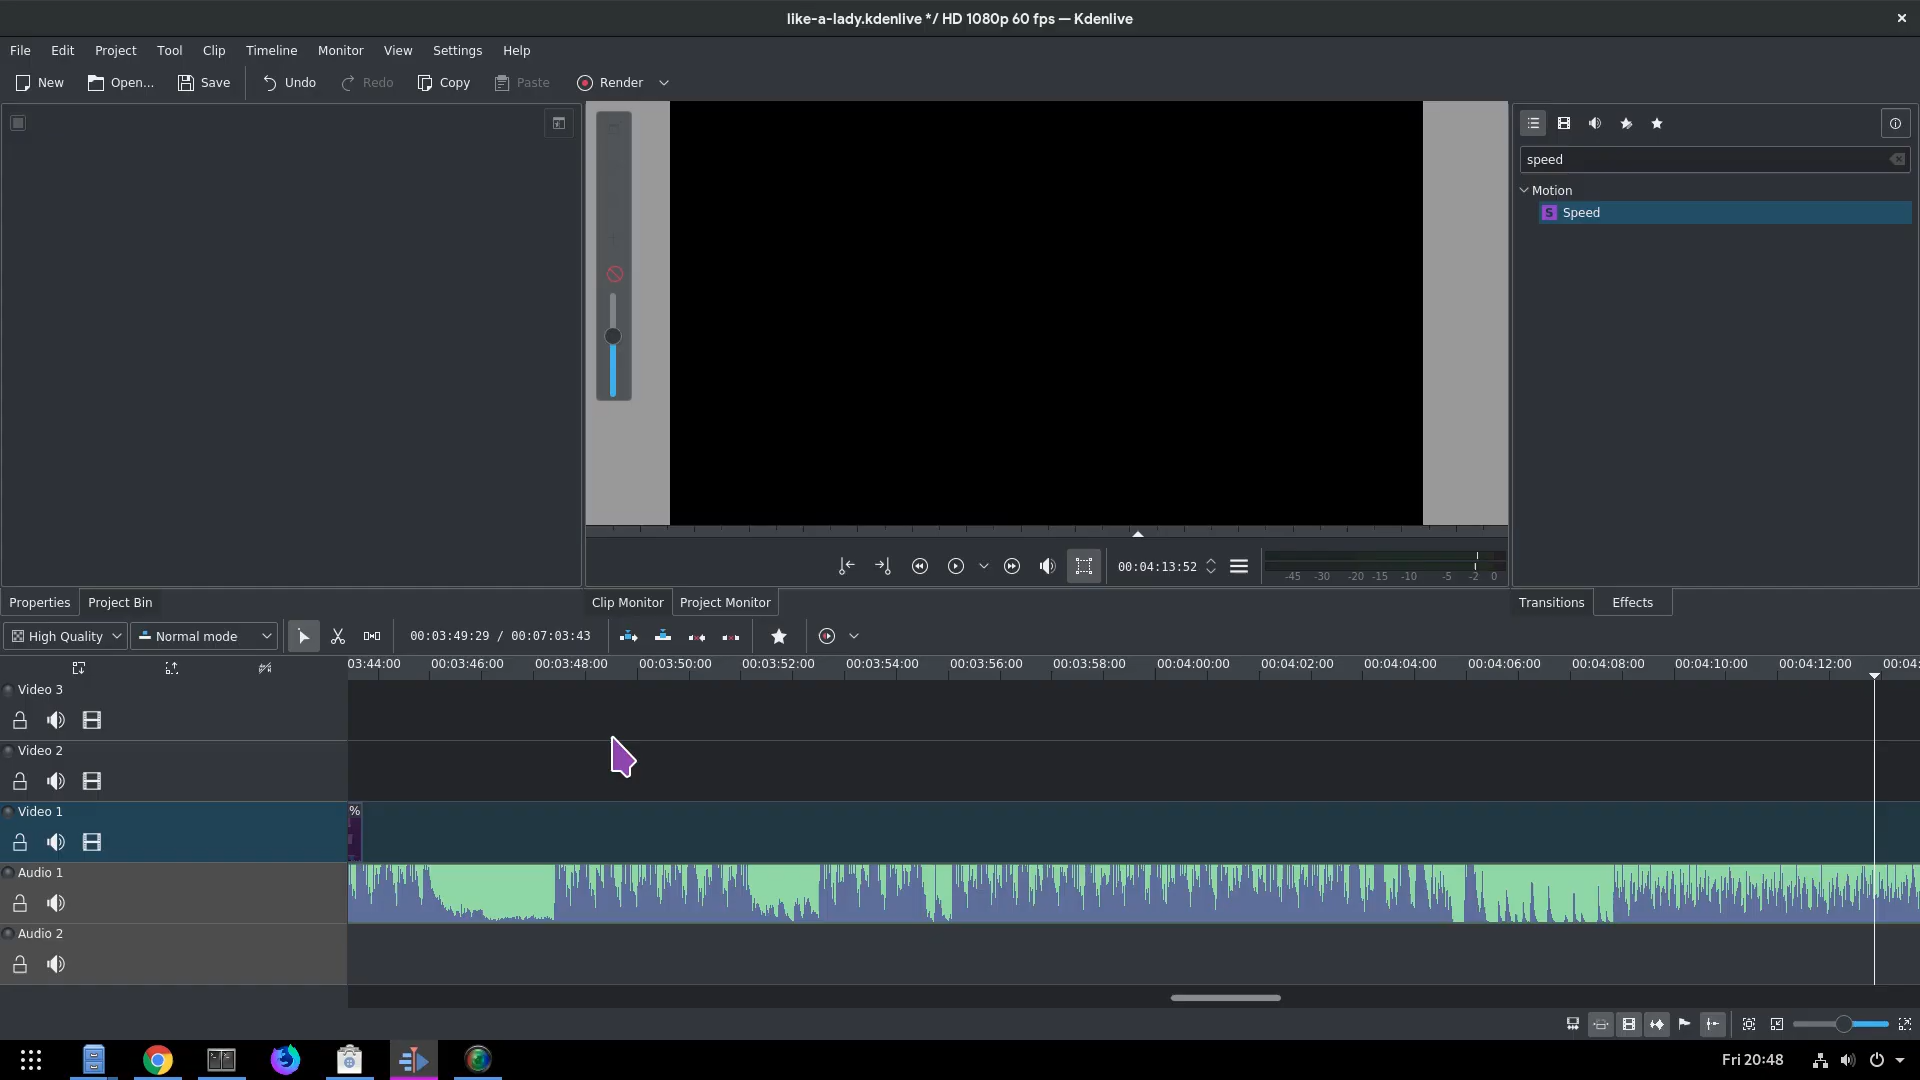 like-a-lady.kdenlive */ HD 1080p 60 fps — Kdenlive
File Edit Project Tool Clip Timeline Monitor View Settings Help
New Open... Save Undo Redo Copy Paste Render
speed
Motion
S Speed
00:04:13:52
-45 -30 -20 -15 -10 -5 -2 0
Properties Project Bin Clip Monitor Project Monitor Transitions Effects
High Quality Normal mode 00:03:49:29 / 00:07:03:43
03:44:00 00:03:46:00 00:03:48:00 00:03:50:00 00:03:52:00 00:03:54:00 00:03:56:00 00:03:58:00 00:04:00:00 00:04:02:00 00:04:04:00 00:04:06:00 00:04:08:00 00:04:10:00 00:04:12:00 00:04:
Video 3
Video 2
Video 1 %
Audio 1
Audio 2
Fri 20:48